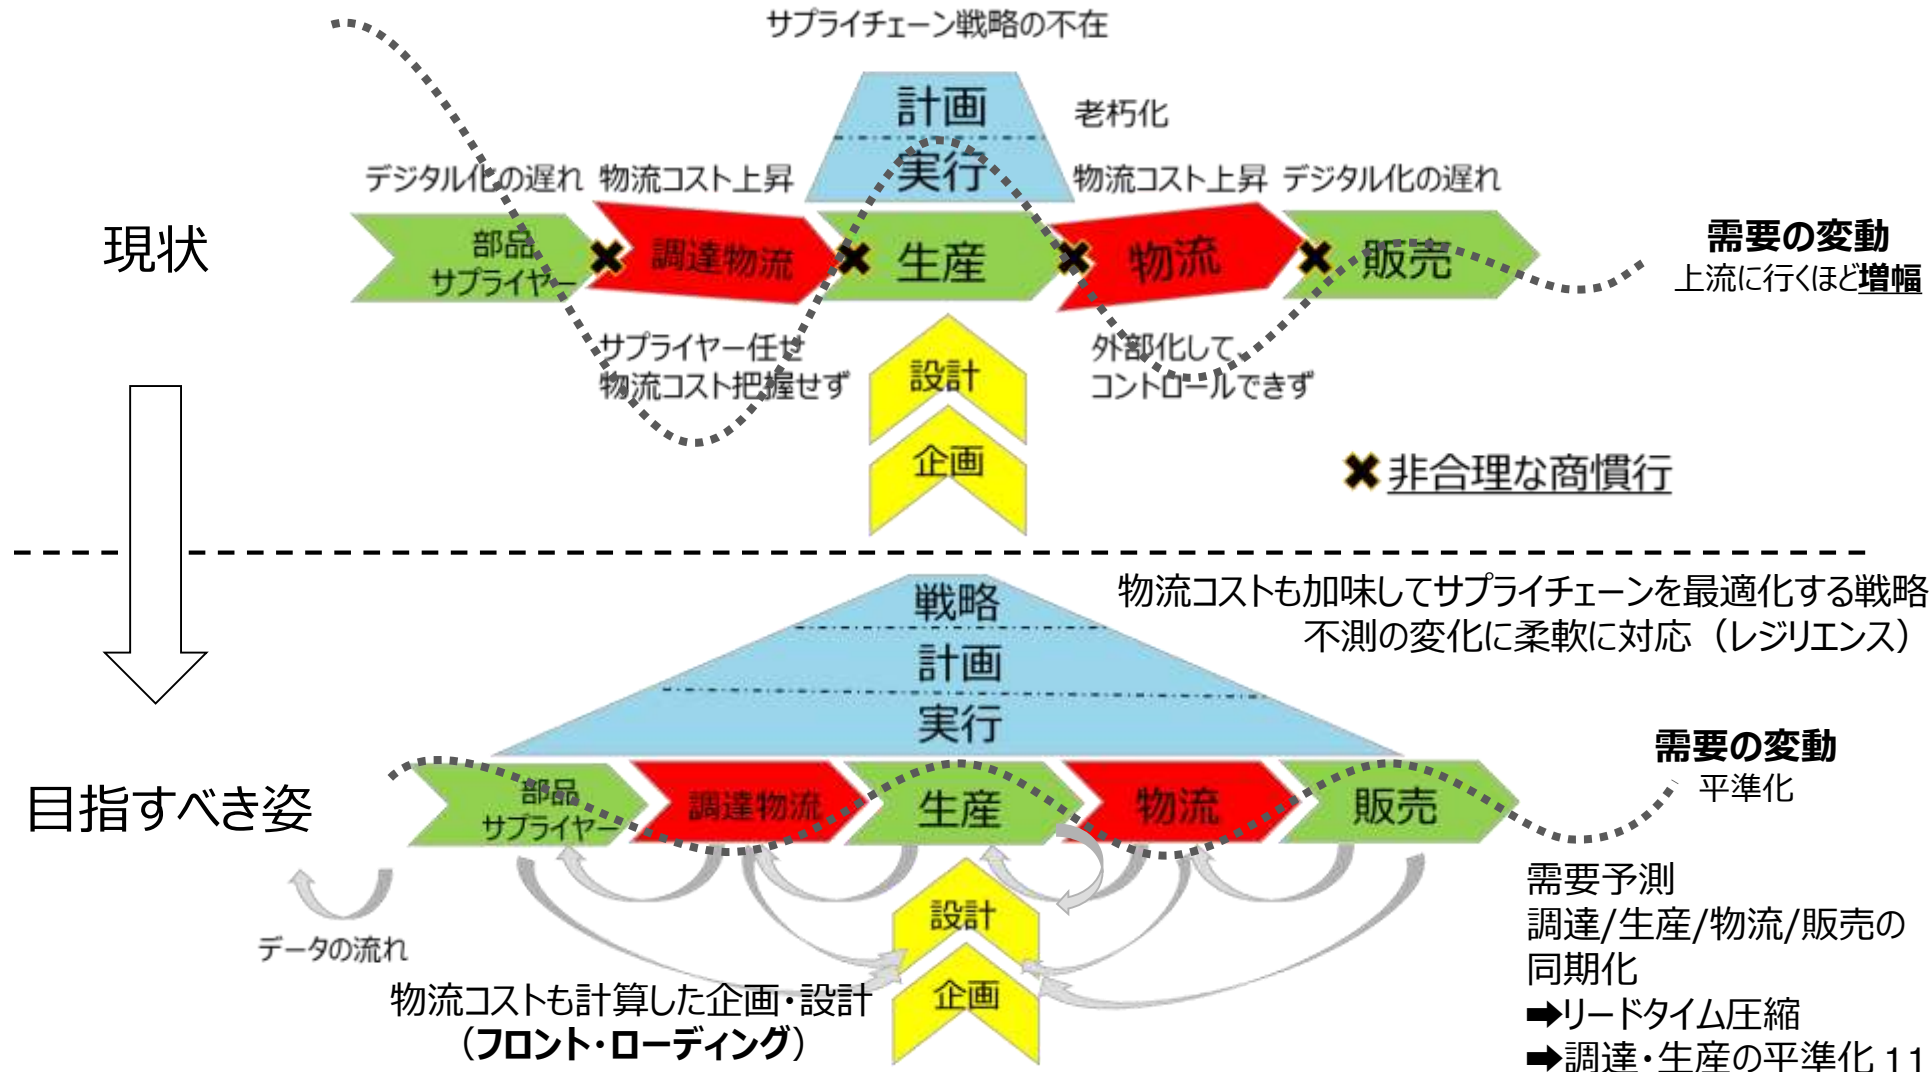 サプライチェーン戦略の不在
計画
老朽化
実行
デジタル化の遅れ
物流コスト上昇
物流コスト上昇
デジタル化の遅れ
現状
部品
サプライヤー
調達物流
生産
物流
販売
需要の変動
上流に行くほど増幅
サプライヤー任せ
物流コスト把握せず
設計
外部化して、
コントロールできず
企画
非合理な商慣行
戦略
物流コストも加味してサプライチェーンを最適化する戦略
不測の変化に柔軟に対応（レジリエンス）
計画
実行
需要の変動
平準化
目指すべき姿
部品
サプライヤー
調達物流
生産
物流
販売
データの流れ
設計
企画
物流コストも計算した企画・設計
（フロント・ローディング）
需要予測
調達/生産/物流/販売の
同期化
➡リードタイム圧縮
➡調達・生産の平準化 11